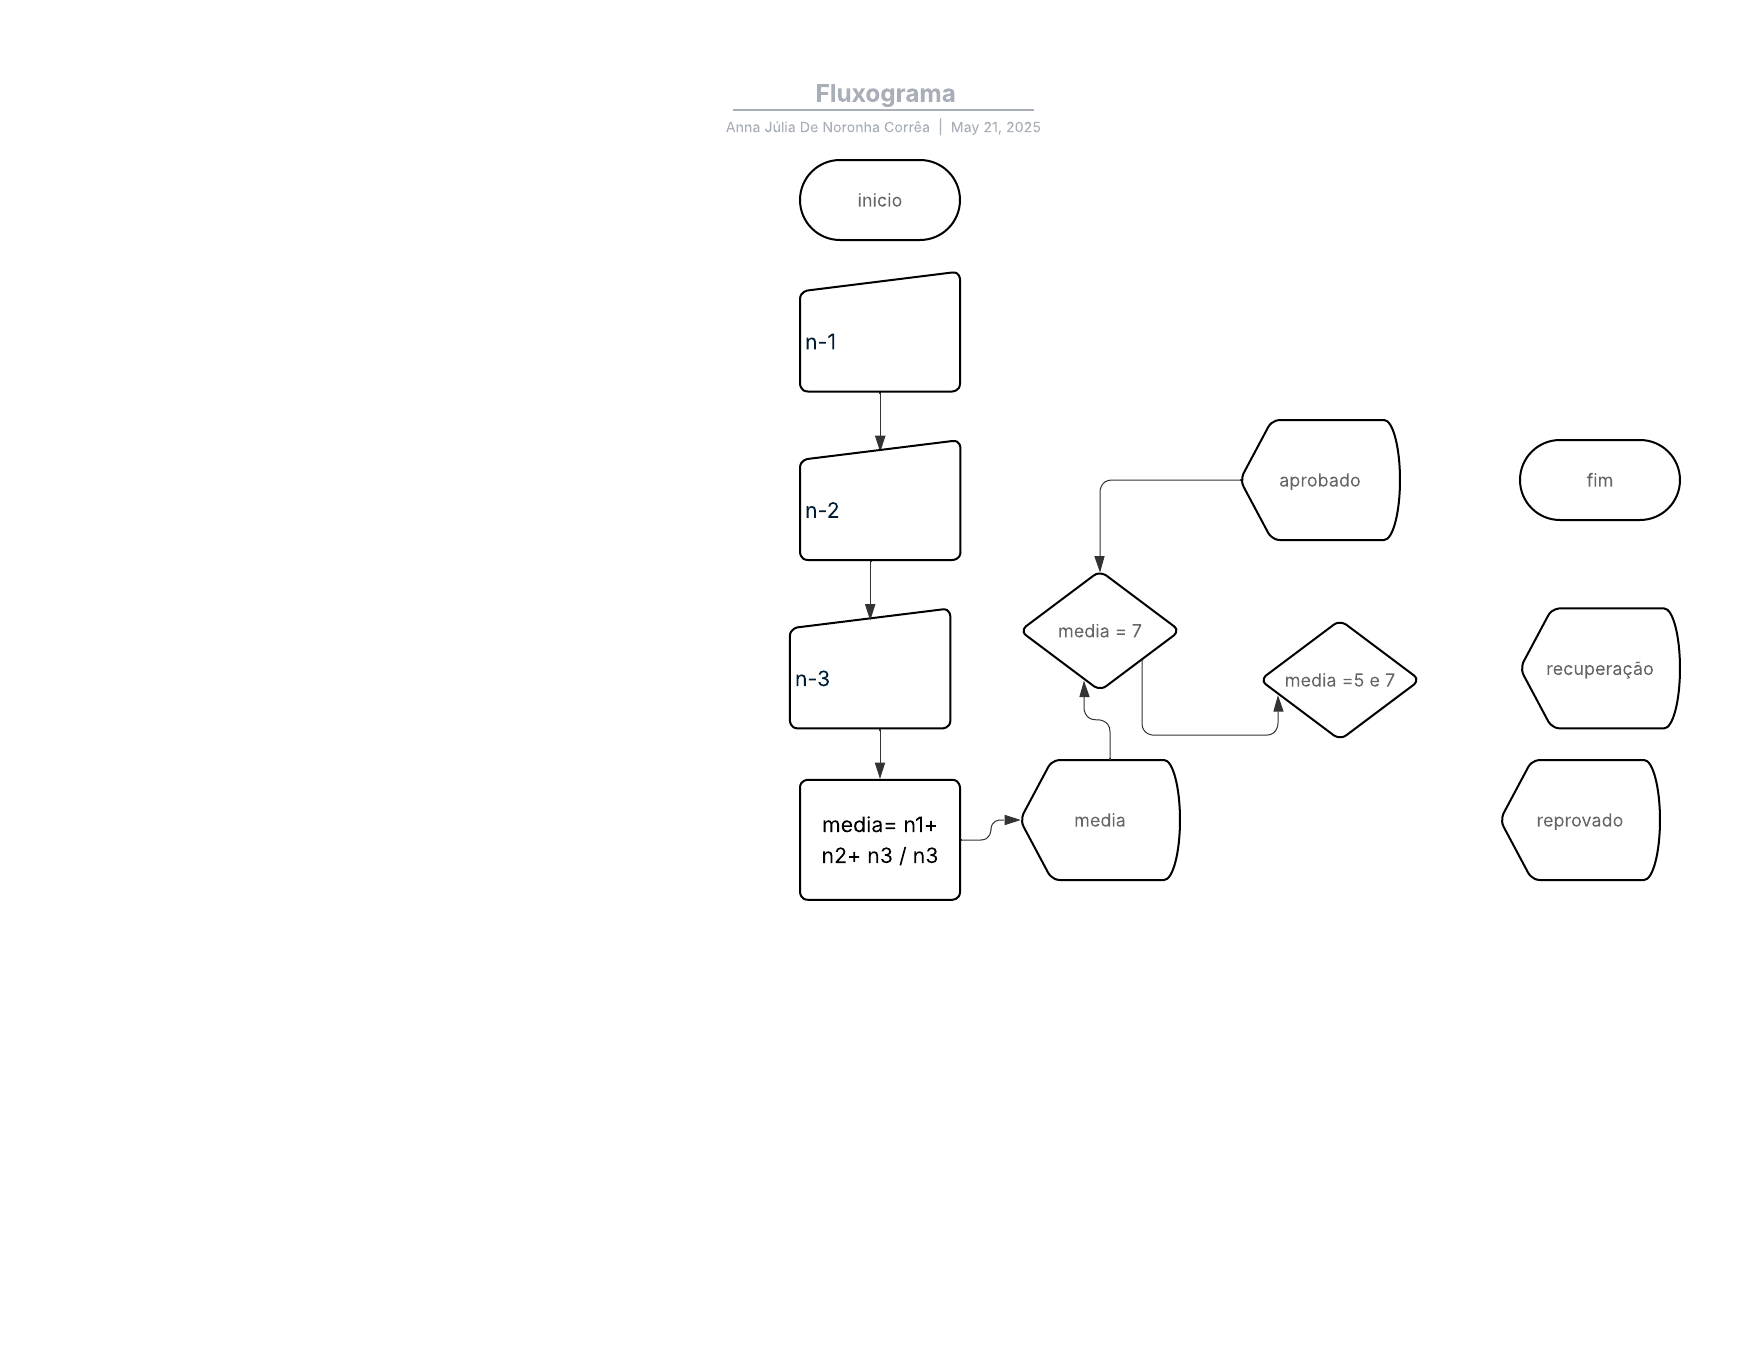 Fluxograma
Anna Júlia De Noronha Corrêa | May 21, 2025
inicio
n-1
n-2
n-3
media= n1+
n2+ n3 / n3
media
media = 7
aprobado
media =5 e 7
fim
recuperação
reprovado